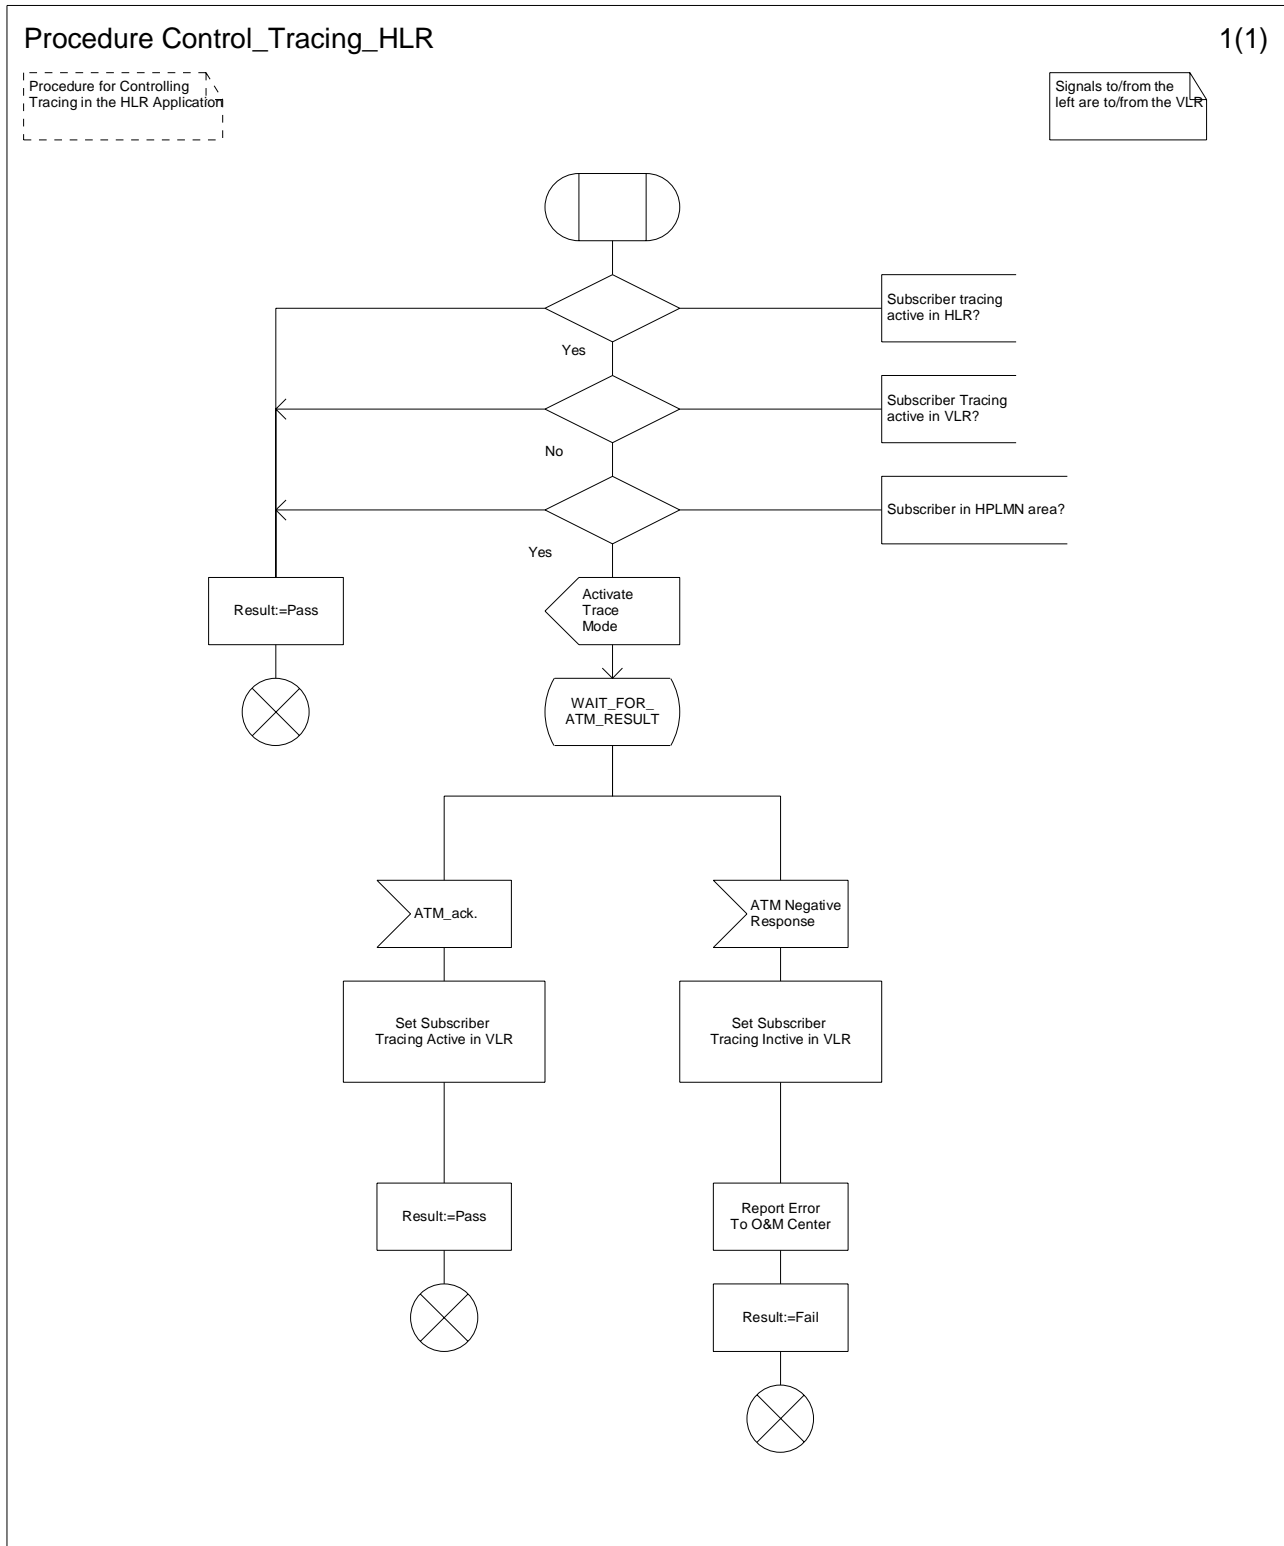 Procedure Control_Tracing_HLR
1(1)
Procedure for Controlling
Tracing in the HLR Application
Signals to/from the
left are to/from the VLR
Subscriber tracing
active in HLR?
Yes
Subscriber Tracing
active in VLR?
No
Subscriber in HPLMN area?
Yes
Result:=Pass
Activate
Trace
Mode
WAIT_FOR_
ATM_RESULT
ATM_ack.
ATM Negative
Response
Set Subscriber
Tracing Active in VLR
Set Subscriber
Tracing Inctive in VLR
Result:=Pass
Report Error
To O&M Center
Result:=Fail